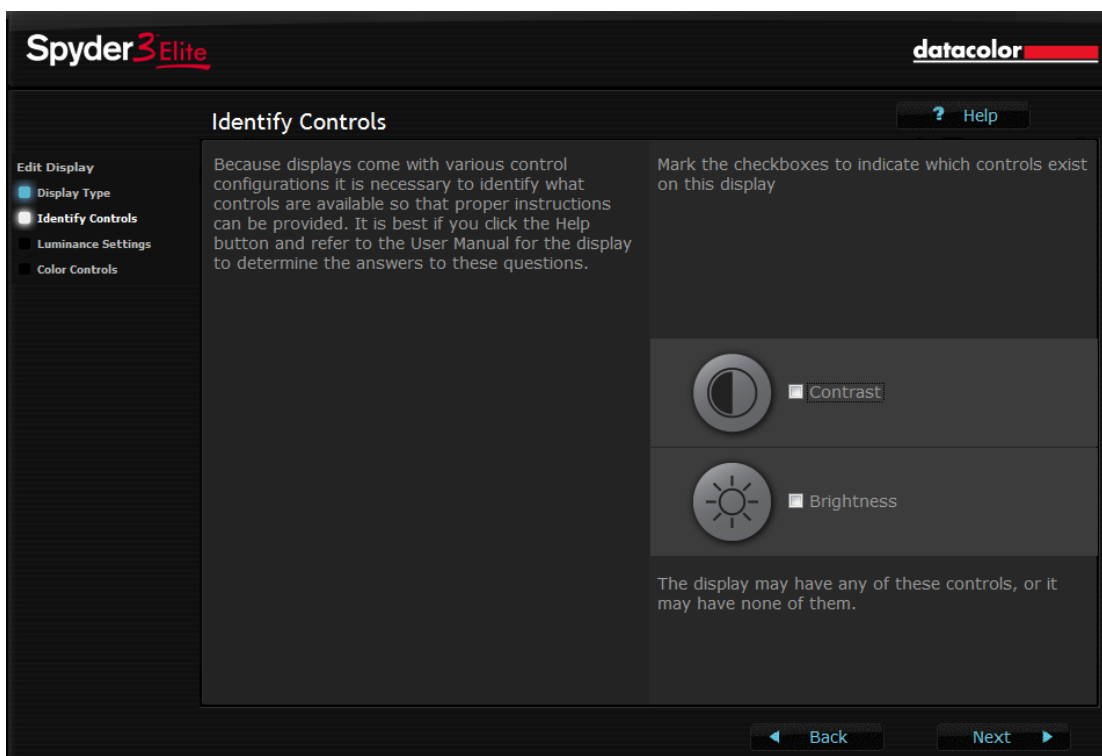 Spyder3Elite
datacolor
Identify Controls
? Help
Edit Display
Display Type
Identify Controls
Luminance Settings
Color Controls
Because displays come with various control
configurations it is necessary to identify what
controls are available so that proper instructions
can be provided. It is best if you click the Help
button and refer to the User Manual for the display
to determine the answers to these questions.
Mark the checkboxes to indicate which controls exist
on this display
Contrast
Brightness
The display may have any of these controls, or it
may have none of them.
Back
Next